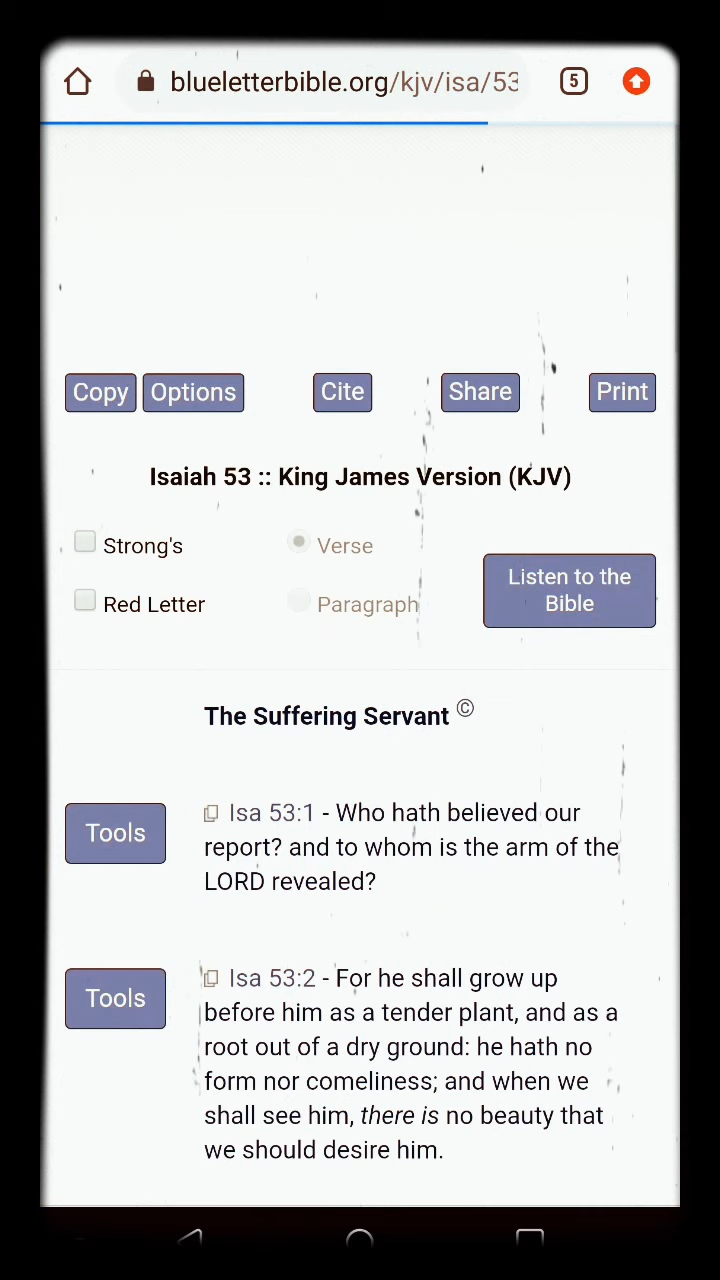 blueletterbible.org/kjv/isa/53
5
Copy Options Cite Share Print
Isaiah 53 :: King James Version (KJV)
Strong's Verse
Red Letter Paragraph
Listen to the
Bible
The Suffering Servant ©
Tools
Isa 53:1 - Who hath believed our
report? and to whom is the arm of the
LORD revealed?
Tools
Isa 53:2 - For he shall grow up
before him as a tender plant, and as a
root out of a dry ground: he hath no
form nor comeliness; and when we
shall see him, there is no beauty that
we should desire him.